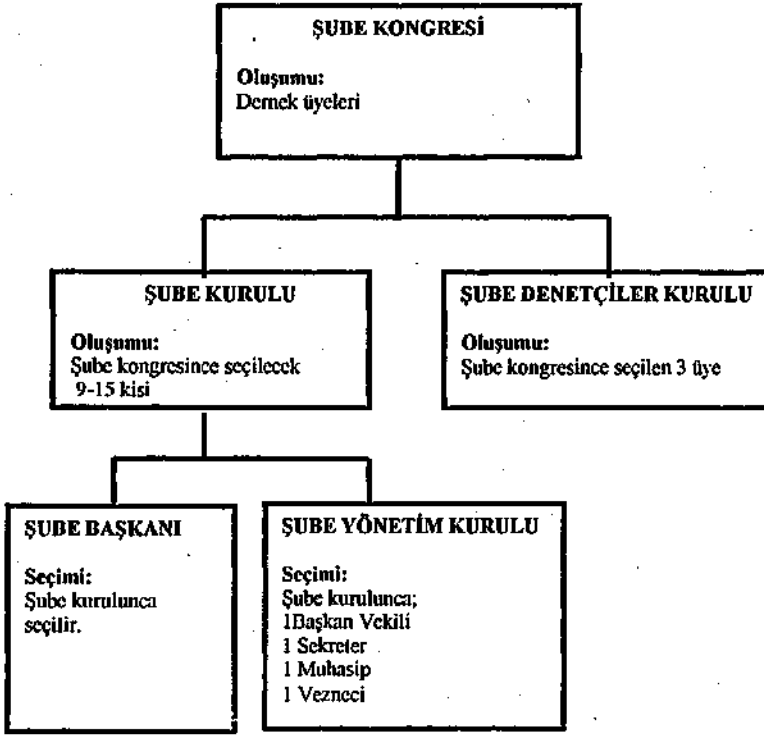 ŞUBE KONGRESİ
Oluşumu:
Dernek üyeleri
ŞUBE KURULU
Oluşumu:
Şube kongresince seçilecek
9-15 kisi
ŞUBE DENETÇİLER KURULU
Oluşumu:
Şube kongresince seçilen 3 üye
ŞUBE BAŞKANI
Seçimi:
Şube kurulunca
seçilir.
ŞUBE YÖNETİM KURULU
Seçimi:
Şube kurulunca;
1Başkan Vekili
1 Sekreter
1 Muhasip
1 Vezneci